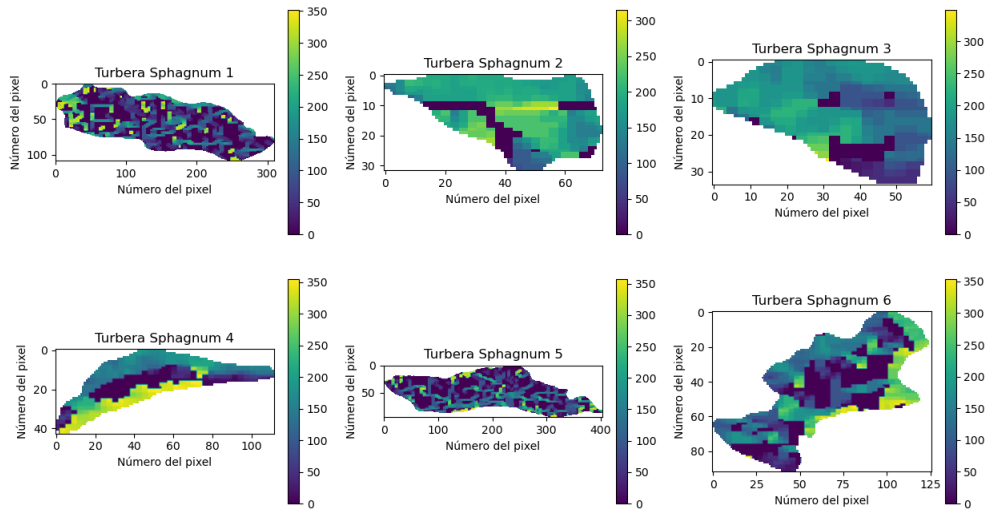 Turbera Sphagnum 1
Número del pixel
0
50
100
0 100 200 300
Número del pixel
350
300
250
200
150
100
50
0
Turbera Sphagnum 2
Número del pixel
0
10
20
30
0 20 40 60
Número del pixel
300
250
200
150
100
50
0
Turbera Sphagnum 3
Número del pixel
0
10
20
30
0 10 20 30 40 50
Número del pixel
300
250
200
150
100
50
0
Turbera Sphagnum 4
Número del pixel
0
20
40
0 20 40 60 80 100
Número del pixel
350
300
250
200
150
100
50
0
Turbera Sphagnum 5
Número del pixel
0
50
0 100 200 300 400
Número del pixel
350
300
250
200
150
100
50
0
Turbera Sphagnum 6
Número del pixel
0
20
40
60
80
0 25 50 75 100 125
Número del pixel
350
300
250
200
150
100
50
0